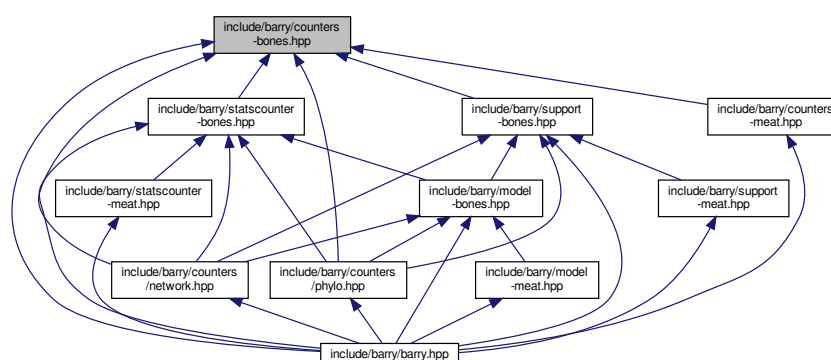 include/barry/counters
-bones.hpp
include/barry/statscounter
-bones.hpp
include/barry/support
-bones.hpp
include/barry/counters
-meat.hpp
include/barry/statscounter
-meat.hpp
include/barry/model
-bones.hpp
include/barry/support
-meat.hpp
include/barry/counters
/network.hpp
include/barry/counters
/phylo.hpp
include/barry/model
-meat.hpp
include/barry/barry.hpp